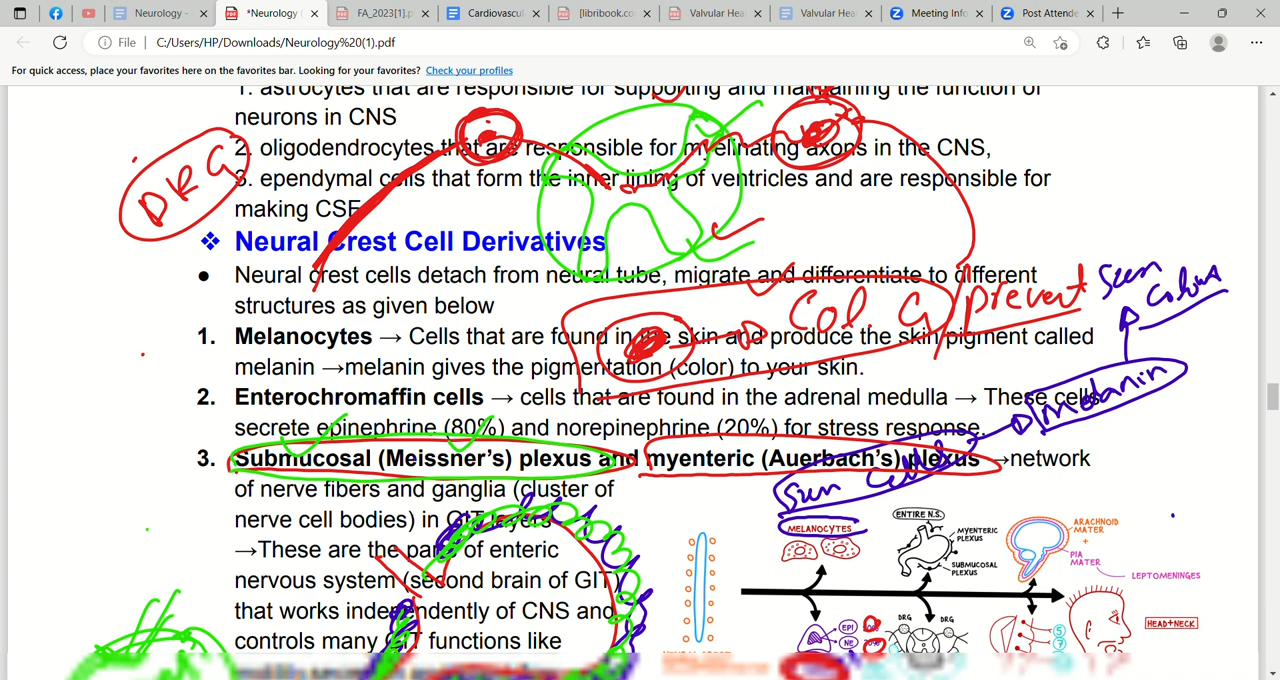 Neurology -
*Neurology (
FA_2023[1].p
Cardiovascu
[libribook.co
Valvular Hea
Valvular Hea
Meeting Info
Post Attende
File
C:/Users/HP/Downloads/Neurology%20(1).pdf
For quick access, place your favorites here on the favorites bar. Looking for your favorites? Check your profiles
1. astrocytes that are responsible for supporting and maintaining the function of
neurons in CNS
2. oligodendrocytes that are responsible for myelinating axons in the CNS,
3. ependymal cells that form the inner lining of ventricles and are responsible for
making CSF
DRG
❖ Neural Crest Cell Derivatives
● Neural crest cells detach from neural tube, migrate and differentiate to different
structures as given below
Col. G
prevert
colour
1. Melanocytes → Cells that are found in the skin and produce the skin pigment called
melanin →melanin gives the pigmentation (color) to your skin.
melanin
2. Enterochromaffin cells → cells that are found in the adrenal medulla → These cells
secrete epinephrine (80%) and norepinephrine (20%) for stress response.
3. Submucosal (Meissner's) plexus and myenteric (Auerbach's) plexus →network
cells
of nerve fibers and ganglia (cluster of
nerve cell bodies) in GIT layers
→These are the parts of enteric
nervous system (second brain of GIT)
that works independently of CNS and
controls many GIT functions like
MELANOCYTES
ENTIRE N.S.
MYENTERIC
PLEXUS
SUBMUCOSAL
PLEXUS
ARACHNOID
MATER
+
PIA
MATER
LEPTOMENINGES
EPI
NE
DRG
DRG
5
7
HEAD+NECK